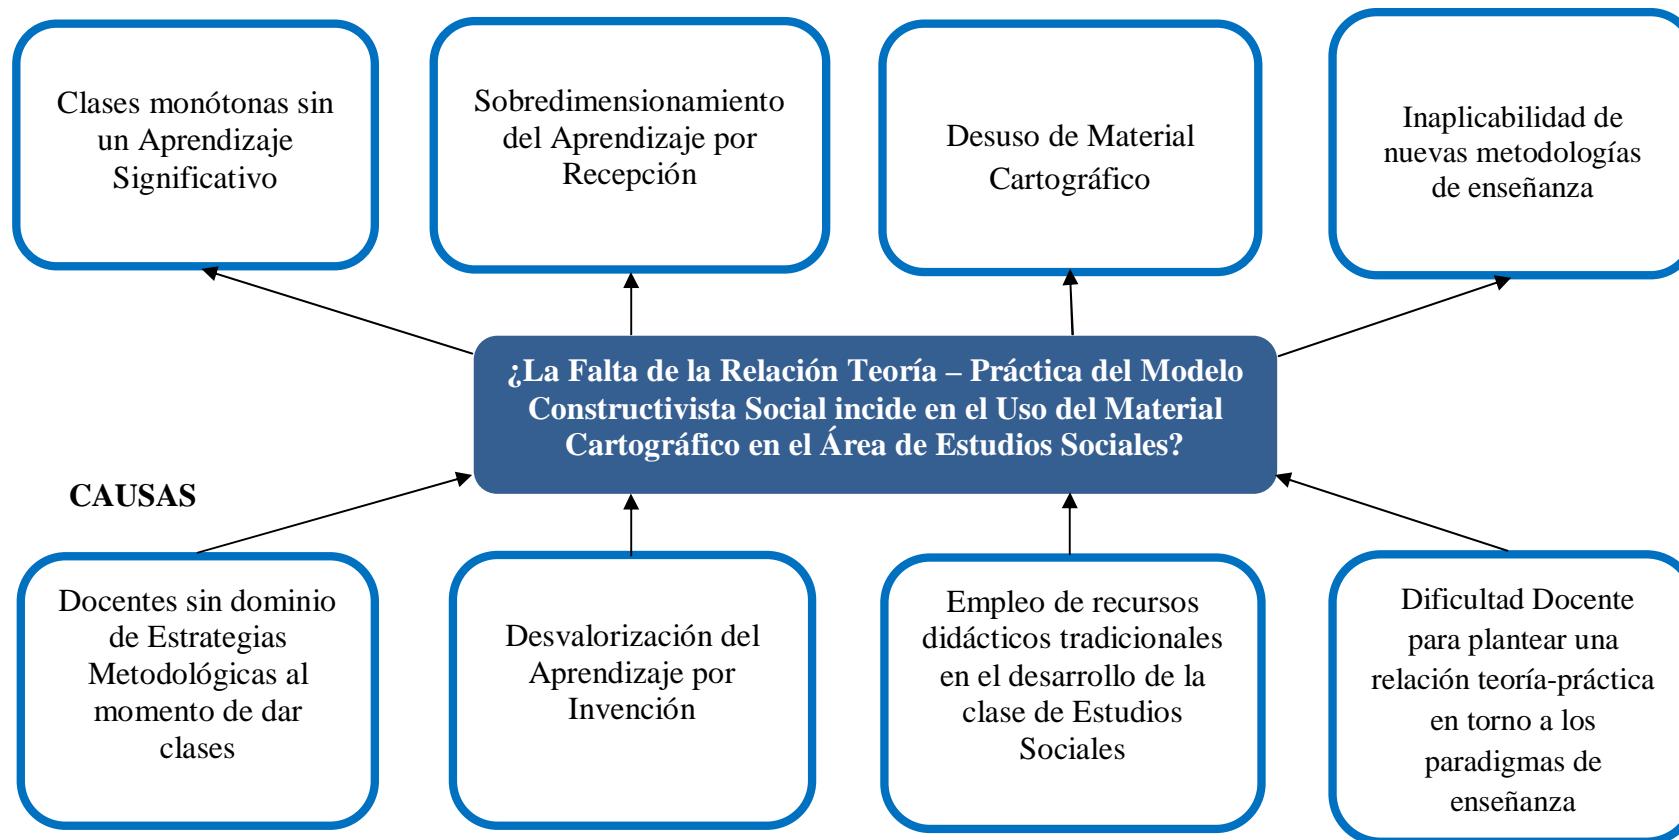 Clases monótonas sin
un Aprendizaje
Significativo
Sobredimensionamiento
del Aprendizaje por
Recepción
Desuso de Material
Cartográfico
Inaplicabilidad de
nuevas metodologías
de enseñanza
¿La Falta de la Relación Teoría – Práctica del Modelo
Constructivista Social incide en el Uso del Material
Cartográfico en el Área de Estudios Sociales?
CAUSAS
Docentes sin dominio
de Estrategias
Metodológicas al
momento de dar
clases
Desvalorización del
Aprendizaje por
Invención
Empleo de recursos
didácticos tradicionales
en el desarrollo de la
clase de Estudios
Sociales
Dificultad Docente
para plantear una
relación teoría-práctica
en torno a los
paradigmas de
enseñanza